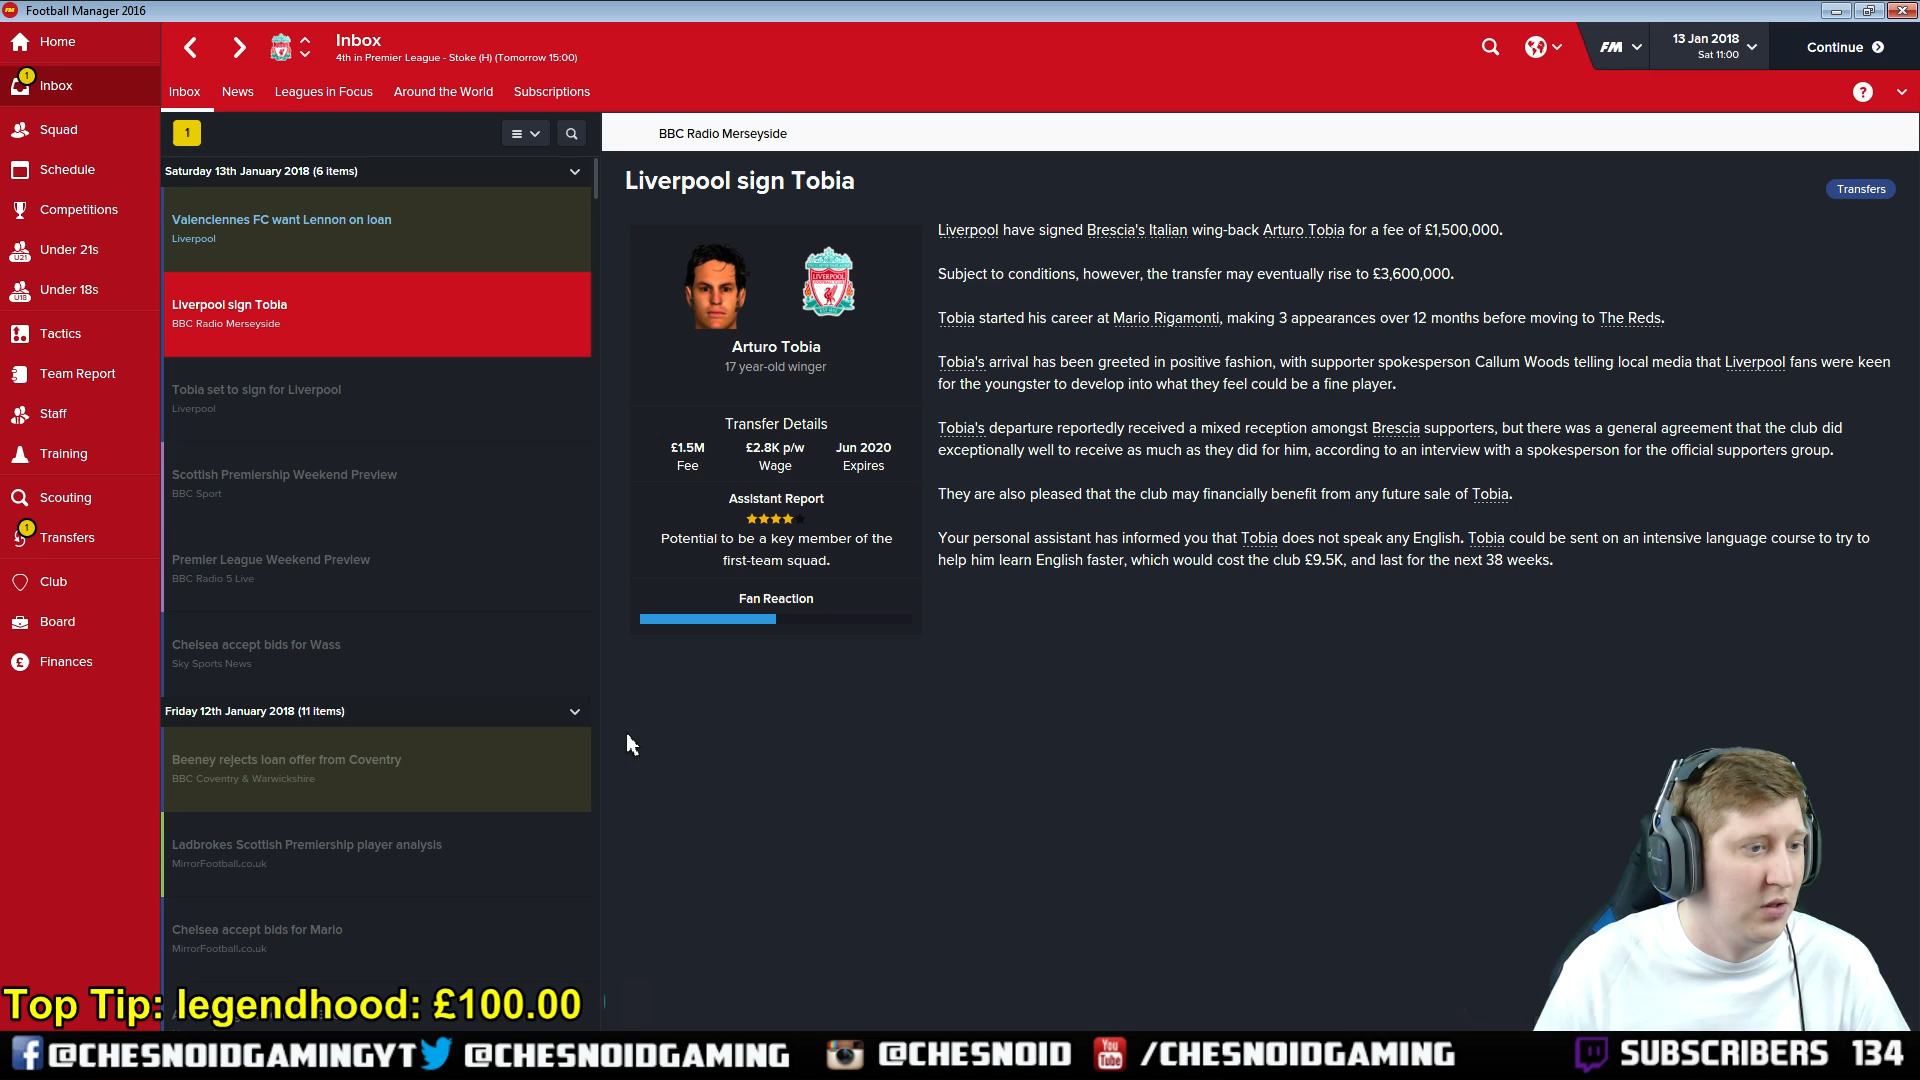 Football Manager 2016
Home
1
Inbox
Squad
Schedule
Competitions
Under 21s
Under 18s
Tactics
Team Report
Staff
Training
Scouting
1
Transfers
Club
Board
Finances
Inbox
4th in Premier League - Stoke (H) (Tomorrow 15:00)
FM
13 Jan 2018
Sat 11:00
Continue
Inbox News Leagues in Focus Around the World Subscriptions
1
Saturday 13th January 2018 (6 items)
Valenciennes FC want Lennon on loan
Liverpool
Liverpool sign Tobia
BBC Radio Merseyside
Tobia set to sign for Liverpool
Liverpool
Scottish Premiership Weekend Preview
BBC Sport
Premier League Weekend Preview
BBC Radio 5 Live
Chelsea accept bids for Wass
Sky Sports News
Friday 12th January 2018 (11 items)
Beeney rejects loan offer from Coventry
BBC Coventry & Warwickshire
Ladbrokes Scottish Premiership player analysis
MirrorFootball.co.uk
Chelsea accept bids for Mario
MirrorFootball.co.uk
BBC Radio Merseyside
Liverpool sign Tobia
Transfers
Arturo Tobia
17 year-old winger
Transfer Details
£1.5M £2.8K p/w Jun 2020
Fee Wage Expires
Assistant Report
Potential to be a key member of the
first-team squad.
Fan Reaction
Liverpool have signed Brescia's Italian wing-back Arturo Tobia for a fee of £1,500,000.
Subject to conditions, however, the transfer may eventually rise to £3,600,000.
Tobia started his career at Mario Rigamonti, making 3 appearances over 12 months before moving to The Reds.
Tobia's arrival has been greeted in positive fashion, with supporter spokesperson Callum Woods telling local media that Liverpool fans were keen
for the youngster to develop into what they feel could be a fine player.
Tobia's departure reportedly received a mixed reception amongst Brescia supporters, but there was a general agreement that the club did
exceptionally well to receive as much as they did for him, according to an interview with a spokesperson for the official supporters group.
They are also pleased that the club may financially benefit from any future sale of Tobia.
Your personal assistant has informed you that Tobia does not speak any English. Tobia could be sent on an intensive language course to try to
help him learn English faster, which would cost the club £9.5K, and last for the next 38 weeks.
Top Tip: legendhood: £100.00
@CHESNOIDGAMINGYT @CHESNOIDGAMING @CHESNOID You Tube /CHESNOIDGAMING SUBSCRIBERS 134